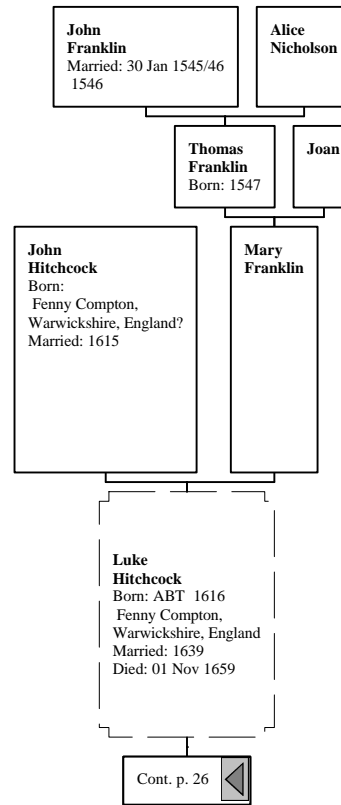 John
Franklin
Married: 30 Jan 1545/46
1546
Alice
Nicholson
Thomas
Franklin
Born: 1547
Joan
John
Hitchcock
Born:
Fenny Compton,
Warwickshire, England?
Married: 1615
Mary
Franklin
Luke
Hitchcock
Born: ABT 1616
Fenny Compton,
Warwickshire, England
Married: 1639
Died: 01 Nov 1659
Cont. p. 26